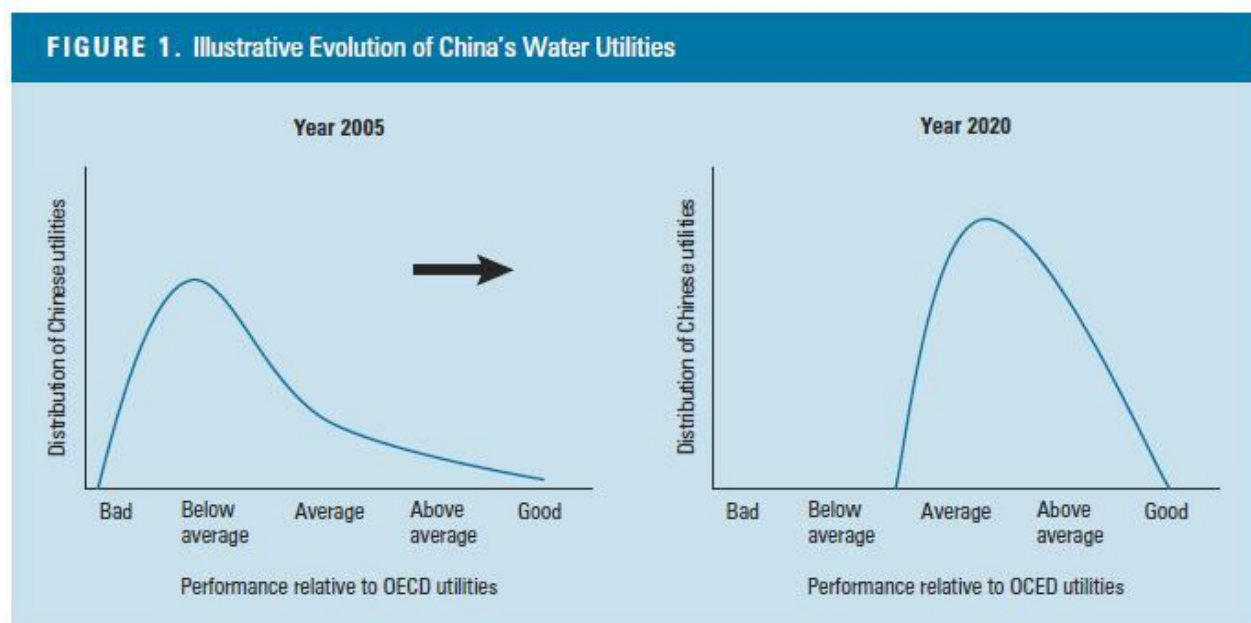 FIGURE 1. Illustrative Evolution of China's Water Utilities
Year 2005
Distribution of Chinese utilities
Bad
Below
average
Average
Above
average
Good
Performance relative to OECD utilities
Year 2020
Distribution of Chinese utilities
Bad
Below
average
Average
Above
average
Good
Performance relative to OCED utilities